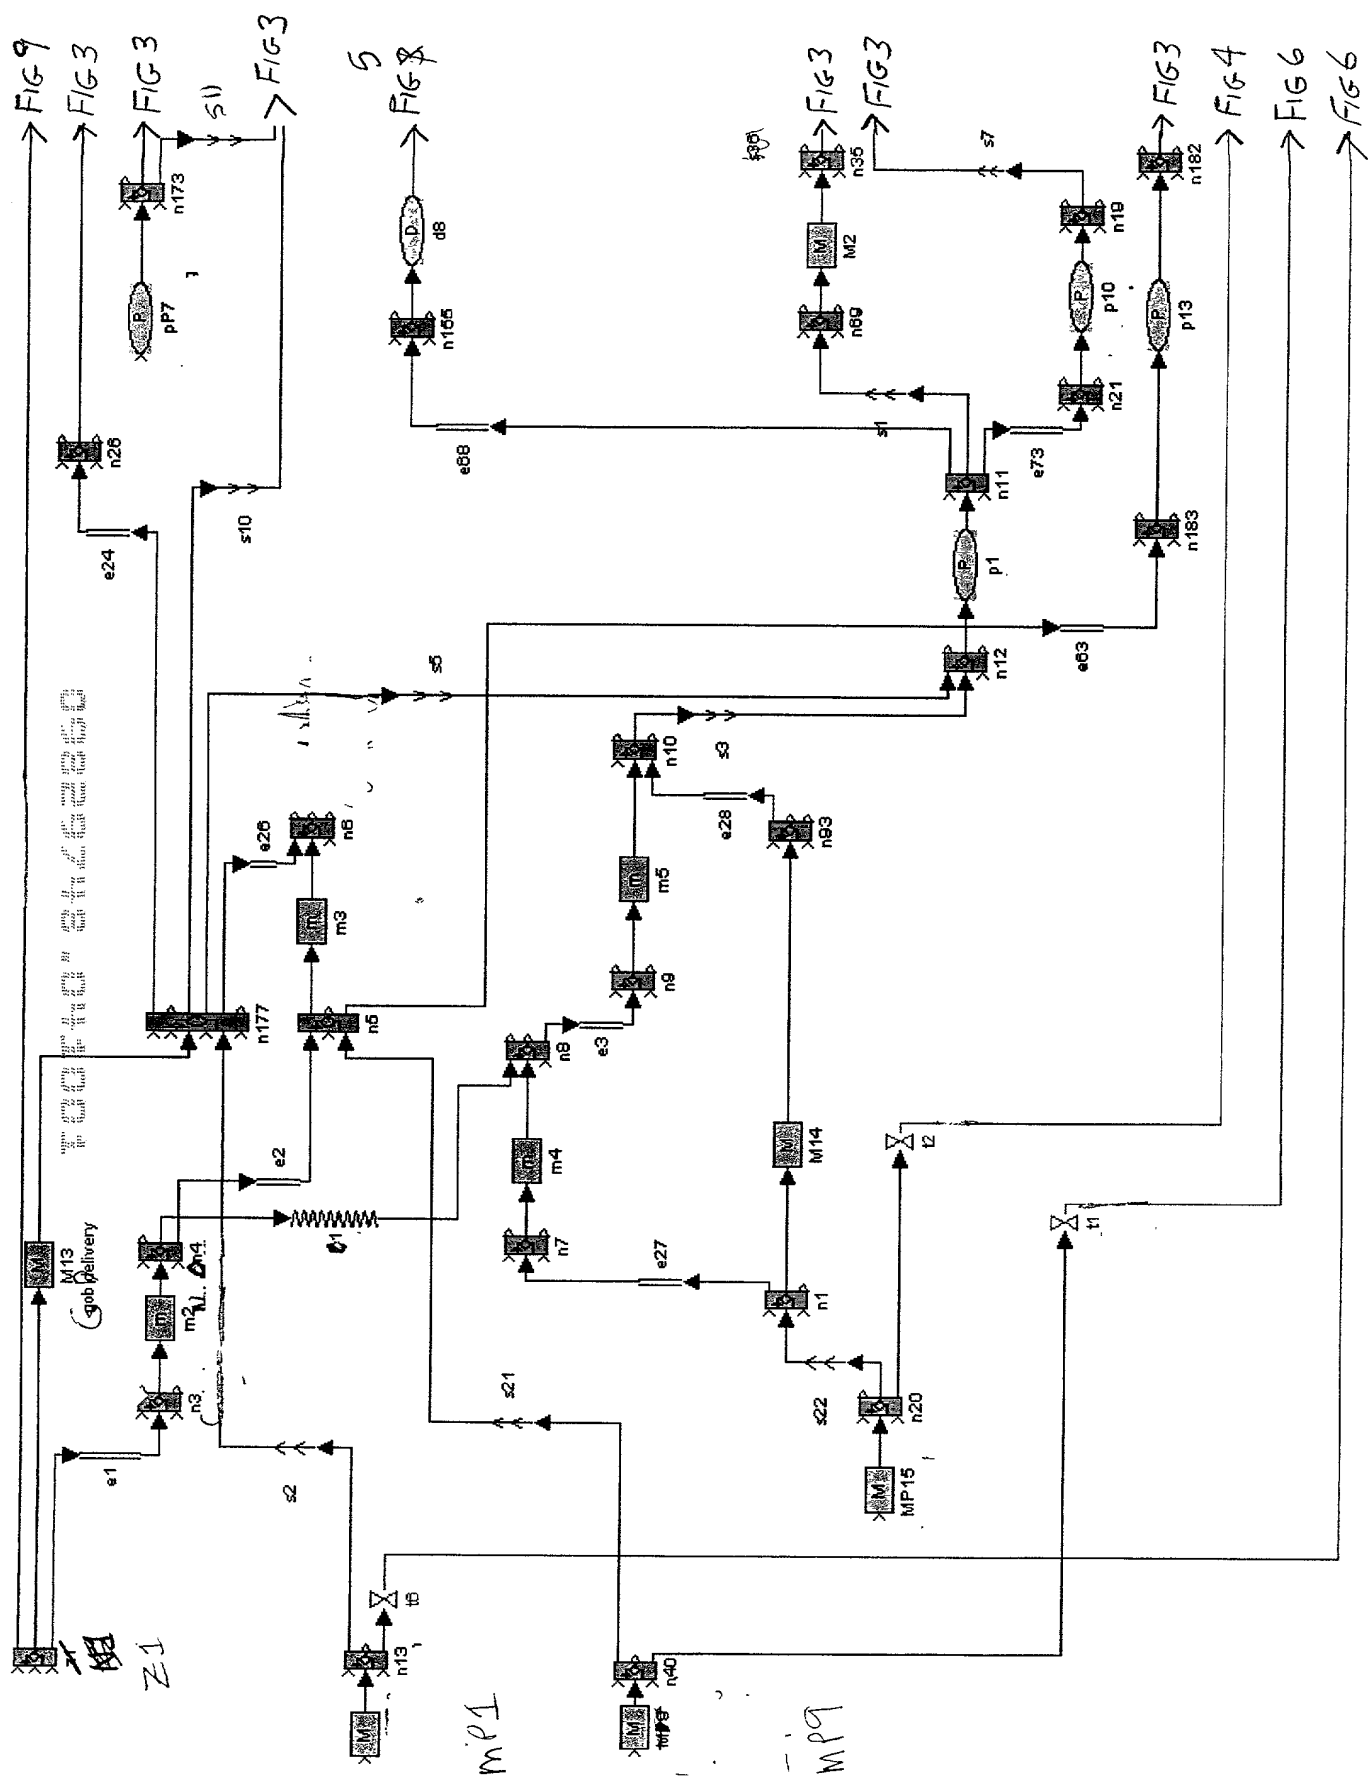 FIG 9
FIG 3
FIG 3
s11
FIG 3
5
FIG
FIG 3
FIG 3
FIG 3
FIG 4
FIG 6
FIG 6
n173
P
pP7
n26
e24
s10
D
d8
n155
e68
n35
M
M2
n69
s1
s7
n19
P
p10
n21
e73
n182
P
p13
n183
e63
n11
P
p1
n12
s5
n10
s3
e28
n93
m
m5
n9
e3
n8
m
m4
n7
e27
n6
e26
m
m3
n5
n177
e2
M
M13
gob delivery
n4
m
m2
n3
e1
s2
s21
M
M14
n1
s22
n20
M
MP15
t2
t1
t6
Z1
n13
M
MP1
n40
M
MP9